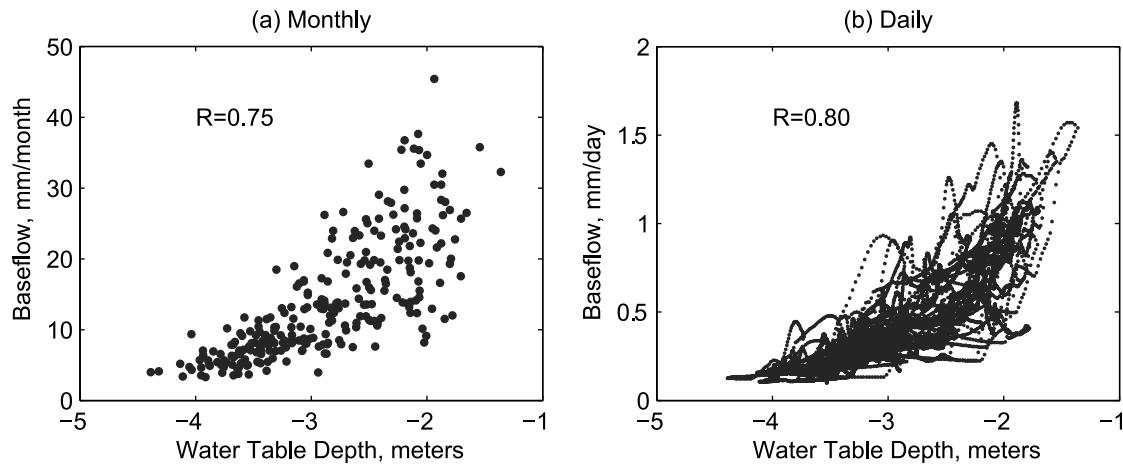 (a) Monthly
50
40
30
20
10
0
Baseflow, mm/month
R=0.75
−5
−4
−3
−2
−1
Water Table Depth, meters
(b) Daily
2
1.5
1
0.5
0
Baseflow, mm/day
R=0.80
−5
−4
−3
−2
−1
Water Table Depth, meters